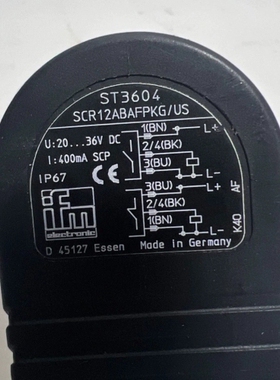 ST3604
SCR12ABAFPKG/US
U:20...36V DC
I:400mA SCP
IP67
1(BN) L+
2/4(BK)
3(BU) L-
3(BU) L+
2/4(BK)
1(BN) L-
AF
K40
ifm
electronic
CE
D 45127 Essen Made in Germany